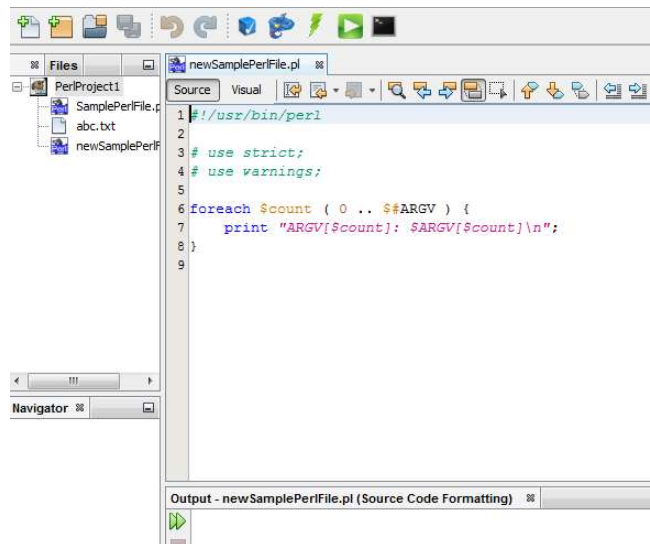 Files
PerlProject1
SamplePerlFile.p
abc.txt
newSamplePerlF
Navigator
newSamplePerlFile.pl
Source Visual
1 #!/usr/bin/perl
2
3 # use strict;
4 # use warnings;
5
6 foreach $count ( 0 .. $#ARGV ) {
7     print "ARGV[$count]: $ARGV[$count]\n";
8 }
9
Output - newSamplePerlFile.pl (Source Code Formatting)